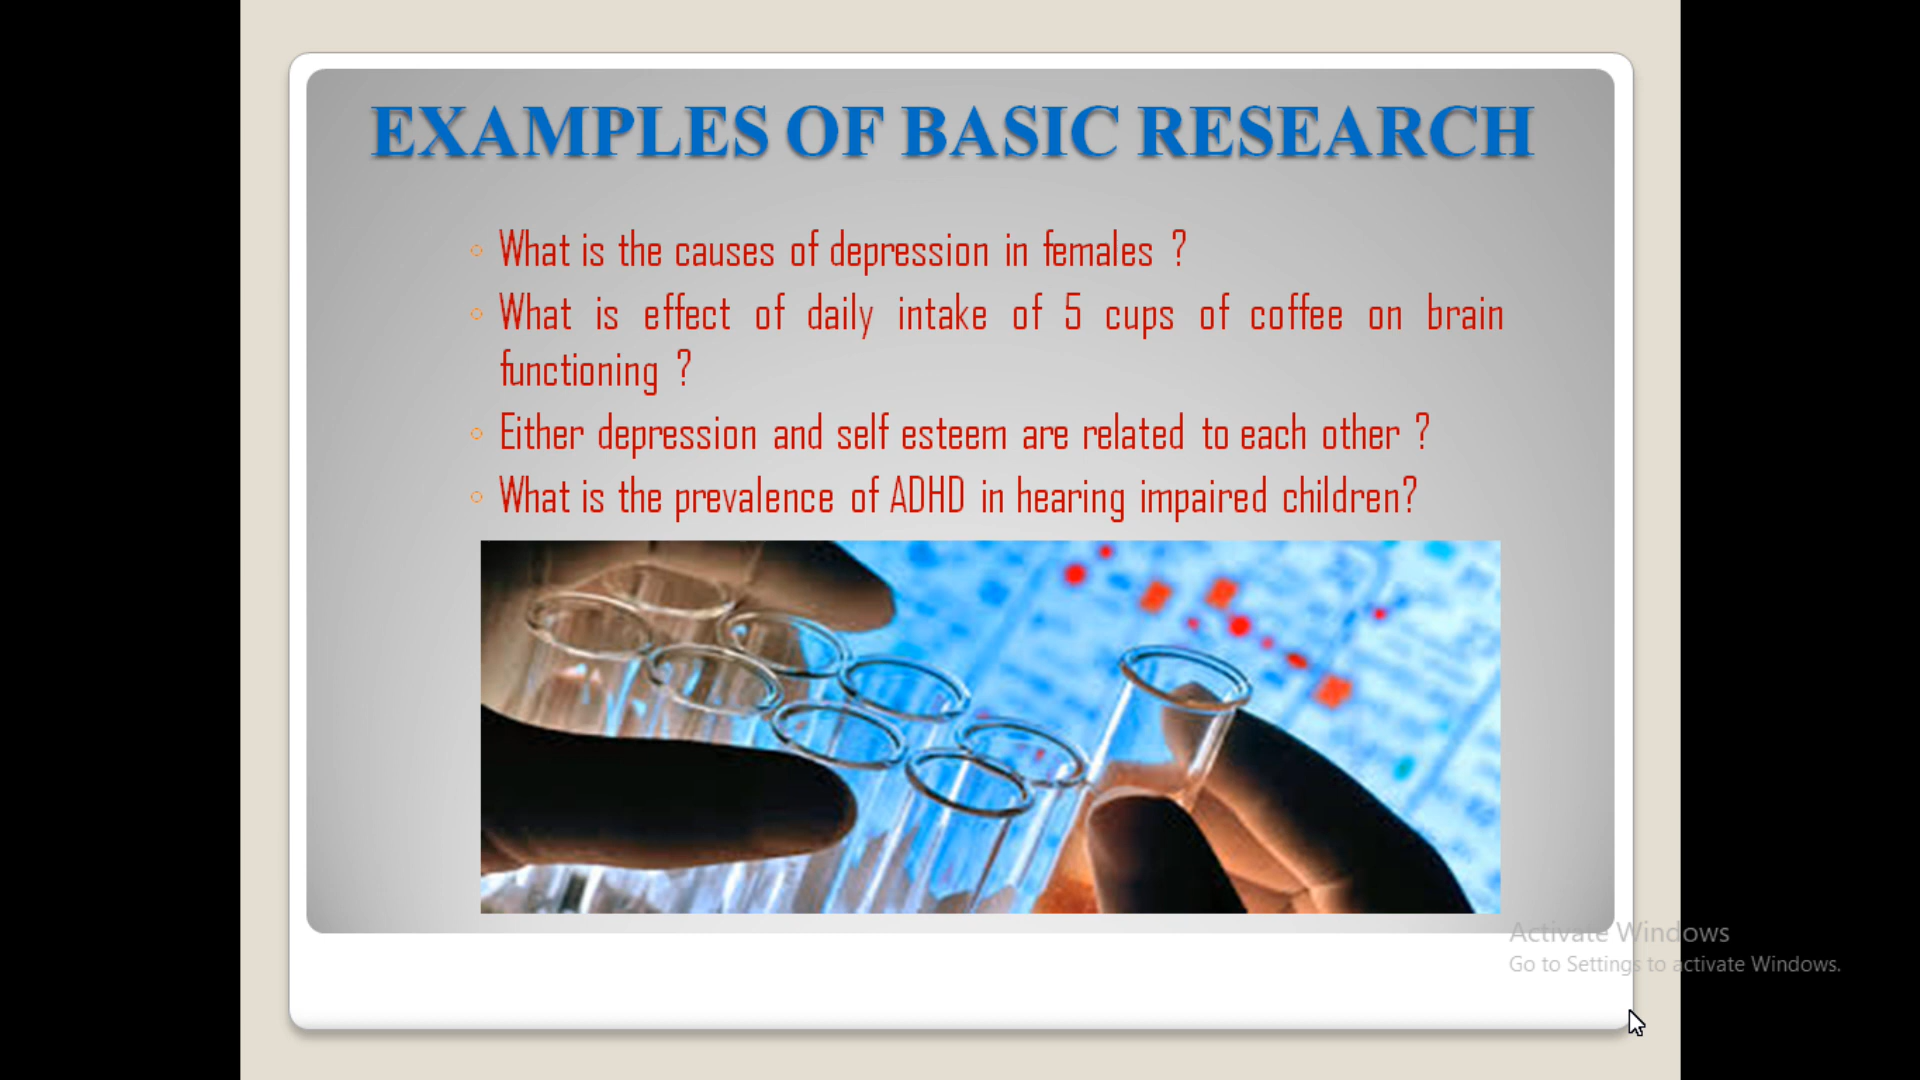 EXAMPLES OF BASIC RESEARCH
What is the causes of depression in females ?
What is effect of daily intake of 5 cups of coffee on brain
functioning ?
Either depression and self esteem are related to each other ?
What is the prevalence of ADHD in hearing impaired children?
Activate Windows
Go to Settings to activate Windows.